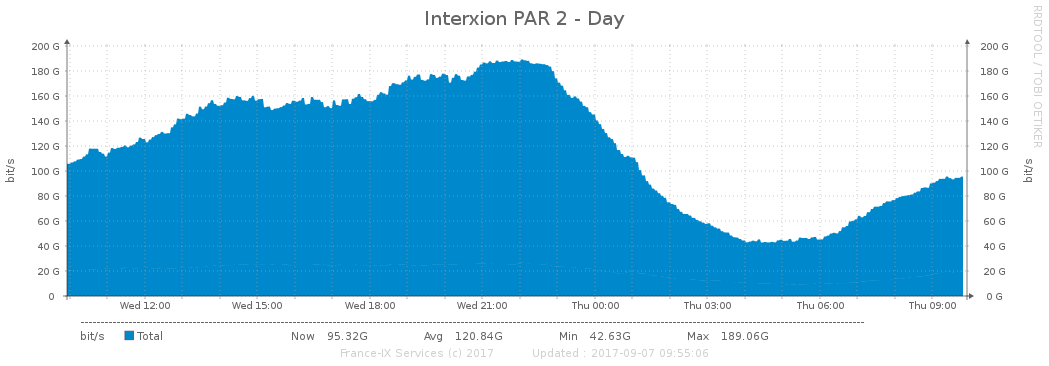 Interxion PAR 2 - Day
RRDTOOL / TOBI OETIKER
200 G 200 G
180 G 180 G
160 G 160 G
140 G 140 G
120 G 120 G
100 G 100 G
80 G 80 G
60 G 60 G
40 G 40 G
20 G 20 G
0 0 G
bit/s bit/s
Wed 12:00 Wed 15:00 Wed 18:00 Wed 21:00 Thu 00:00 Thu 03:00 Thu 06:00 Thu 09:00
bit/s Total Now 95.32G Avg 120.84G Min 42.63G Max 189.06G
France-IX Services (c) 2017 Updated : 2017-09-07 09:55:06